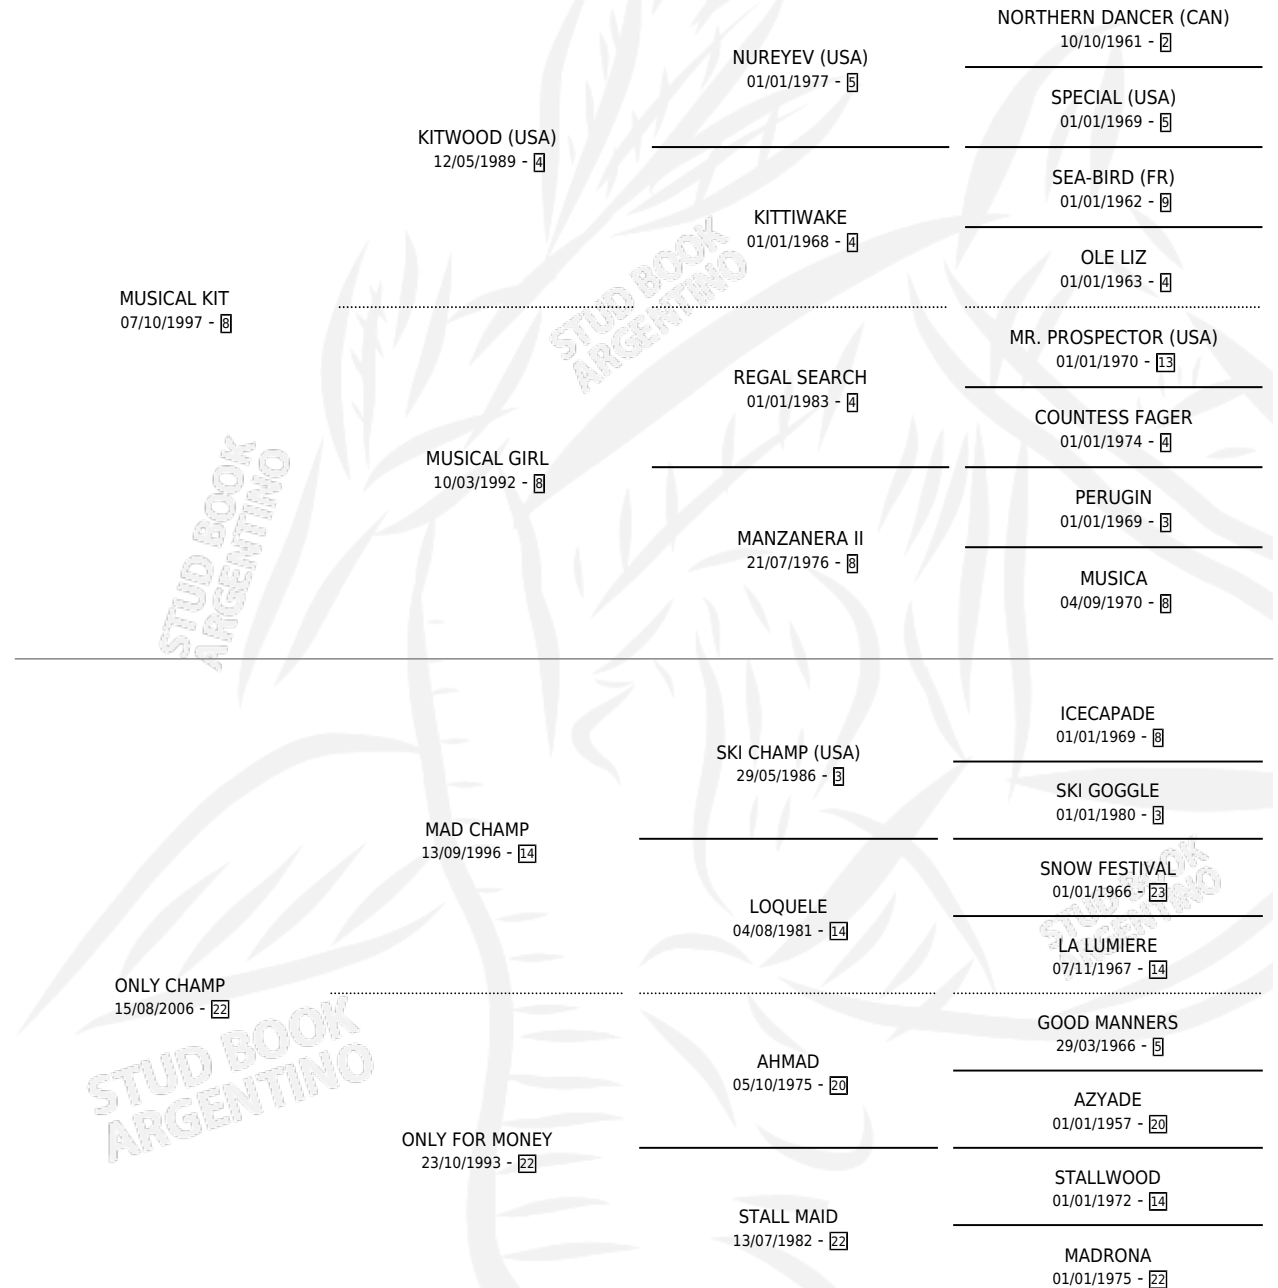 NORTHERN DANCER (CAN)
10/10/1961 - 2
NUREYEV (USA)
01/01/1977 - 5
SPECIAL (USA)
01/01/1969 - 5
KITWOOD (USA)
12/05/1989 - 4
SEA-BIRD (FR)
01/01/1962 - 9
KITTIWAKE
01/01/1968 - 4
OLE LIZ
01/01/1963 - 4
MUSICAL KIT
07/10/1997 - 8
MR. PROSPECTOR (USA)
01/01/1970 - 13
REGAL SEARCH
01/01/1983 - 4
COUNTESS FAGER
01/01/1974 - 4
MUSICAL GIRL
10/03/1992 - 8
PERUGIN
01/01/1969 - 3
MANZANERA II
21/07/1976 - 8
MUSICA
04/09/1970 - 8
STUD BOOK
ARGENTINO
STUD BOOK
ARGENTINO
ICECAPADE
01/01/1969 - 8
SKI CHAMP (USA)
29/05/1986 - 3
SKI GOGGLE
01/01/1980 - 3
MAD CHAMP
13/09/1996 - 14
SNOW FESTIVAL
01/01/1966 - 23
LOQUELE
04/08/1981 - 14
LA LUMIERE
07/11/1967 - 14
STUD BOOK
ARGENTINO
ONLY CHAMP
15/08/2006 - 22
GOOD MANNERS
29/03/1966 - 5
AHMAD
05/10/1975 - 20
AZYADE
01/01/1957 - 20
STUD BOOK
ARGENTINO
ONLY FOR MONEY
23/10/1993 - 22
STALLWOOD
01/01/1972 - 14
STALL MAID
13/07/1982 - 22
MADRONA
01/01/1975 - 22